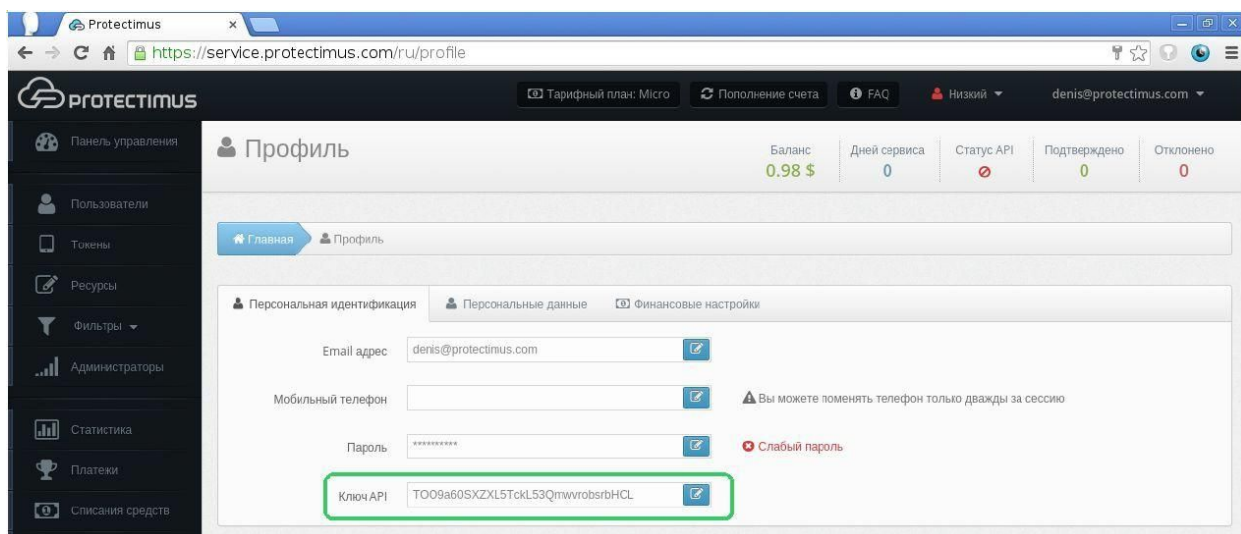 Protectimus
https://service.protectimus.com/ru/profile
PROTECTIMUS
Тарифный план: Micro
Пополнение счета
FAQ
Низкий
denis@protectimus.com
Панель управления
Пользователи
Токены
Ресурсы
Фильтры
Администраторы
Статистика
Платежи
Списания средств
Профиль
Баланс
0.98 $
Дней сервиса
0
Статус API
Подтверждено
0
Отклонено
0
Главная
Профиль
Персональная идентификация
Персональные данные
Финансовые настройки
Email адрес
denis@protectimus.com
Мобильный телефон
Вы можете поменять телефон только дважды за сессию
Пароль
**********
Слабый пароль
Ключ API
TOO9a60SXZXL5TckL53QmwvrobsrbHCL